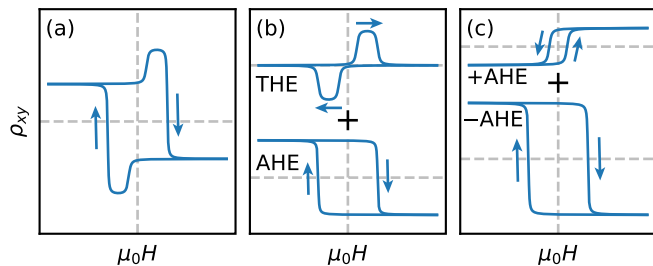 (a)
(b)
(c)
THE
+
AHE
+AHE
+
−AHE
ρxy
μ0H
μ0H
μ0H